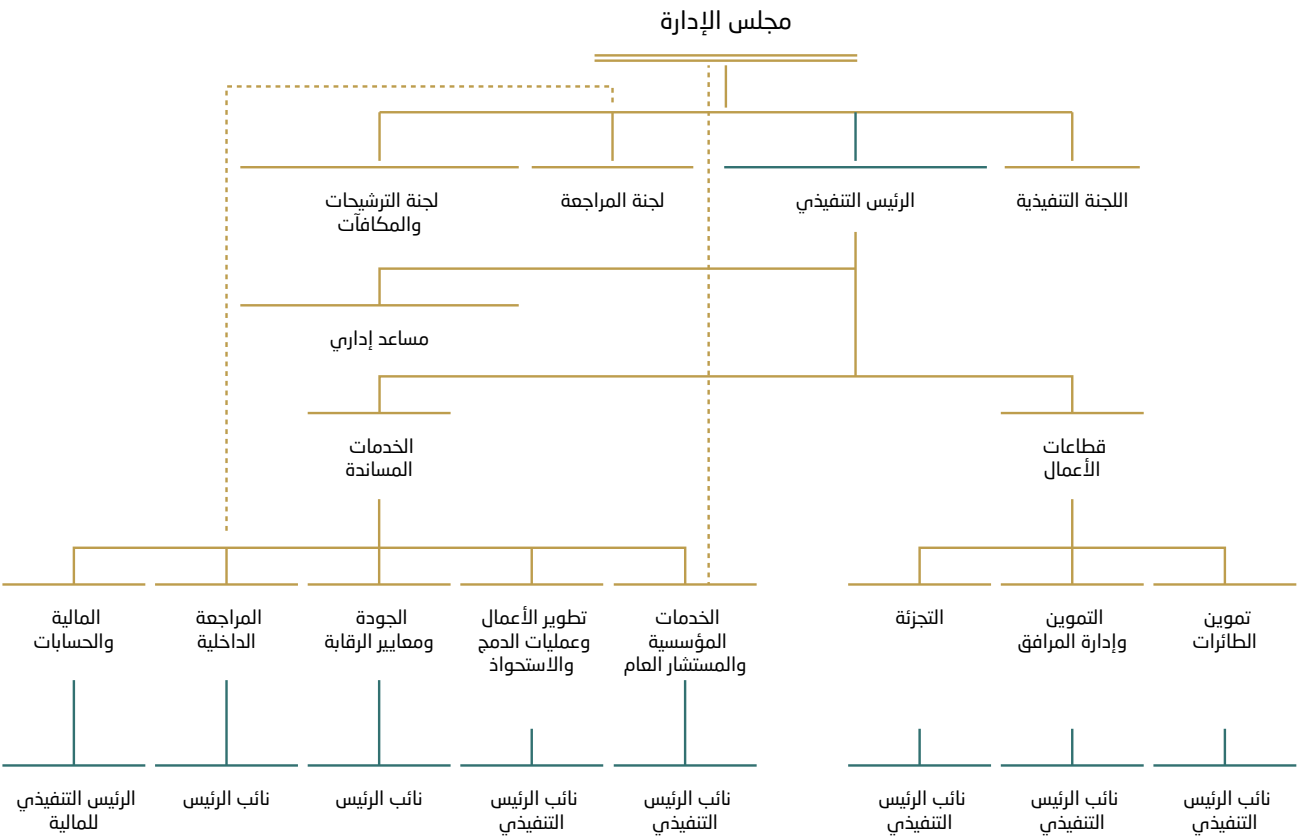 مجلس الإدارة
اللجنة التنفيذية
الرئيس التنفيذي
لجنة المراجعة
لجنة الترشيحات
والمكافآت
مساعد إداري
قطاعات
الأعمال
الخدمات
المساندة
تموين
الطائرات
التموين
وإدارة المرافق
التجزئة
الخدمات
المؤسسية
والمستشار العام
تطوير الأعمال
وعمليات الدمج
والاستحواذ
الجودة
ومعايير الرقابة
المراجعة
الداخلية
المالية
والحسابات
نائب الرئيس
التنفيذي
نائب الرئيس
التنفيذي
نائب الرئيس
التنفيذي
نائب الرئيس
التنفيذي
نائب الرئيس
التنفيذي
نائب الرئيس
نائب الرئيس
الرئيس التنفيذي
للمالية